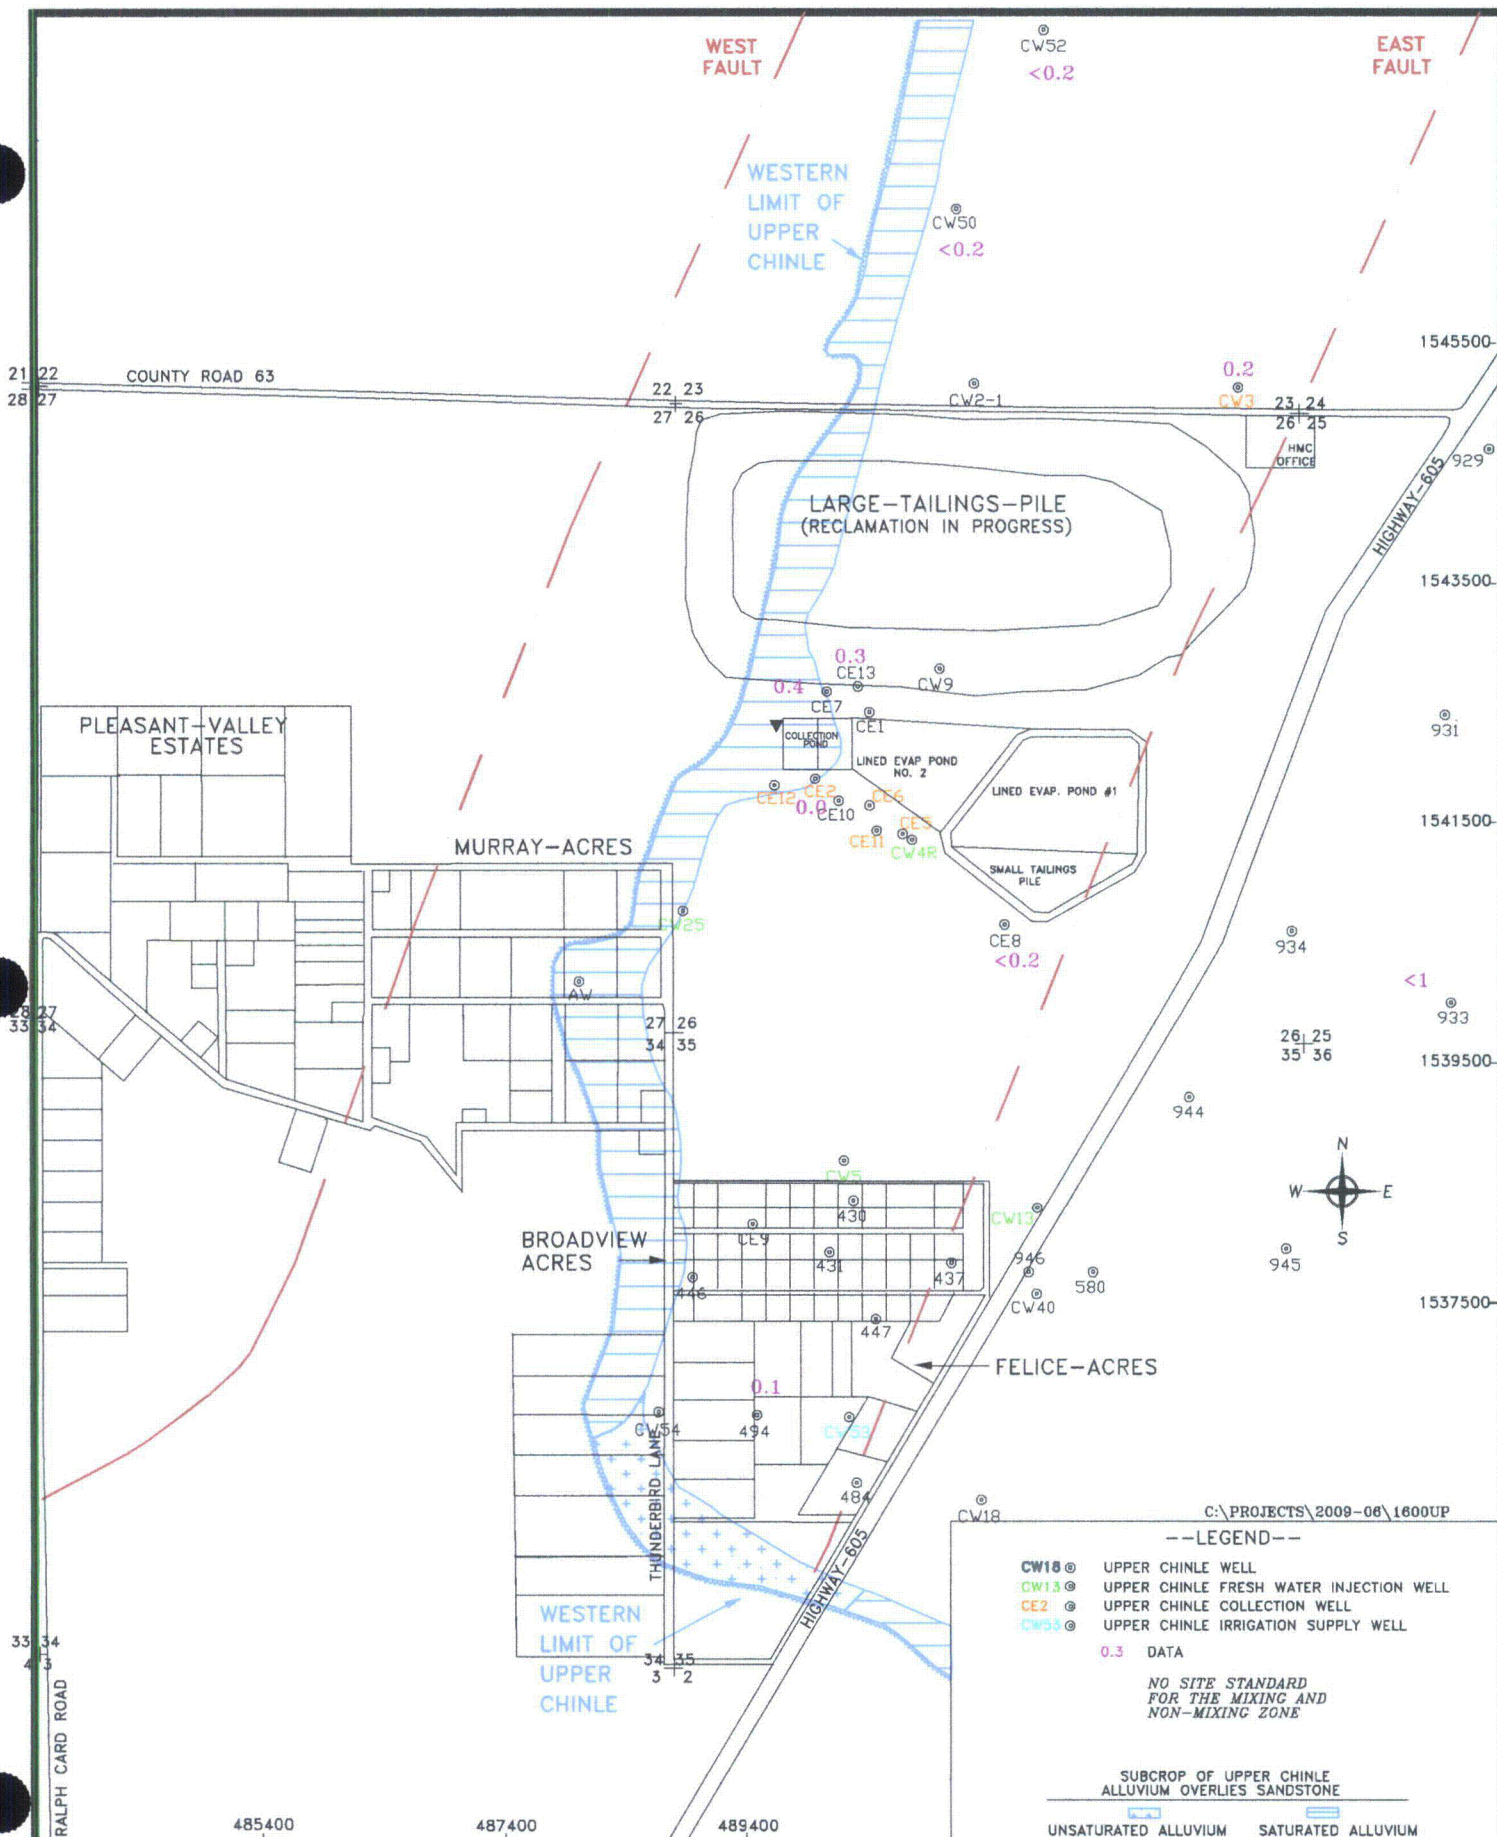 WEST
FAULT
EAST
FAULT
CW52
<0.2
WESTERN
LIMIT OF
UPPER
CHINLE
CW50
<0.2
1545500
21 22
28 27
COUNTY ROAD 63
22 23
27 26
CW2-1
0.2
CW3
23 24
26 25
HMC
OFFICE
929
HIGHWAY-605
LARGE-TAILINGS-PILE
(RECLAMATION IN PROGRESS)
1543500
0.3
CE13
0.4
CE7
CW9
CE1
931
PLEASANT-VALLEY
ESTATES
COLLECTION
POND
LINED EVAP POND
NO. 2
LINED EVAP. POND #1
CE12
CE2
0.0
CE10
CE6
CE5
CE11
CW4R
1541500
MURRAY-ACRES
SMALL TAILINGS
PILE
CW25
CE8
<0.2
934
<1
933
AW
28 27
33 34
27 26
34 35
26 25
35 36
1539500
944
N
W E
S
CW5
430
CW13
BROADVIEW
ACRES
CE9
431
437
946
580
945
446
CW40
1537500
447
FELICE-ACRES
0.1
CW54
494
CW53
THUNDERBIRD LANE
484
CW18
HIGHWAY-605
C:\PROJECTS\2009-06\1600UP
--LEGEND--
CW18 UPPER CHINLE WELL
CW13 UPPER CHINLE FRESH WATER INJECTION WELL
CE2 UPPER CHINLE COLLECTION WELL
CW53 UPPER CHINLE IRRIGATION SUPPLY WELL
0.3 DATA
NO SITE STANDARD
FOR THE MIXING AND
NON-MIXING ZONE
SUBCROP OF UPPER CHINLE
ALLUVIUM OVERLIES SANDSTONE
UNSATURATED ALLUVIUM SATURATED ALLUVIUM
WESTERN
LIMIT OF
UPPER
CHINLE
33 34
4 3
34 35
3 2
RALPH CARD ROAD
485400
487400
489400